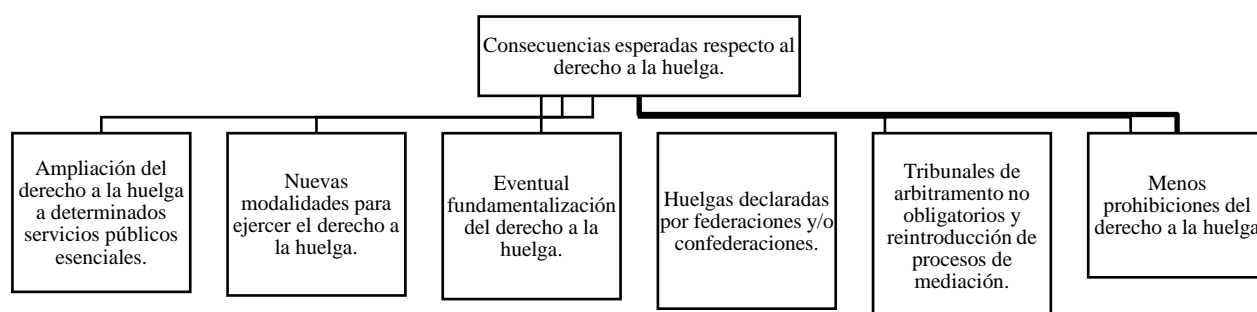 Consecuencias esperadas respecto al
derecho a la huelga.
Ampliación del
derecho a la huelga
a determinados
servicios públicos
esenciales.
Nuevas
modalidades para
ejercer el derecho a
la huelga.
Eventual
fundamentalización
del derecho a la
huelga.
Huelgas declaradas
por federaciones y/o
confederaciones.
Tribunales de
arbitramento no
obligatorios y
reintroducción de
procesos de
mediación.
Menos
prohibiciones del
derecho a la huelga